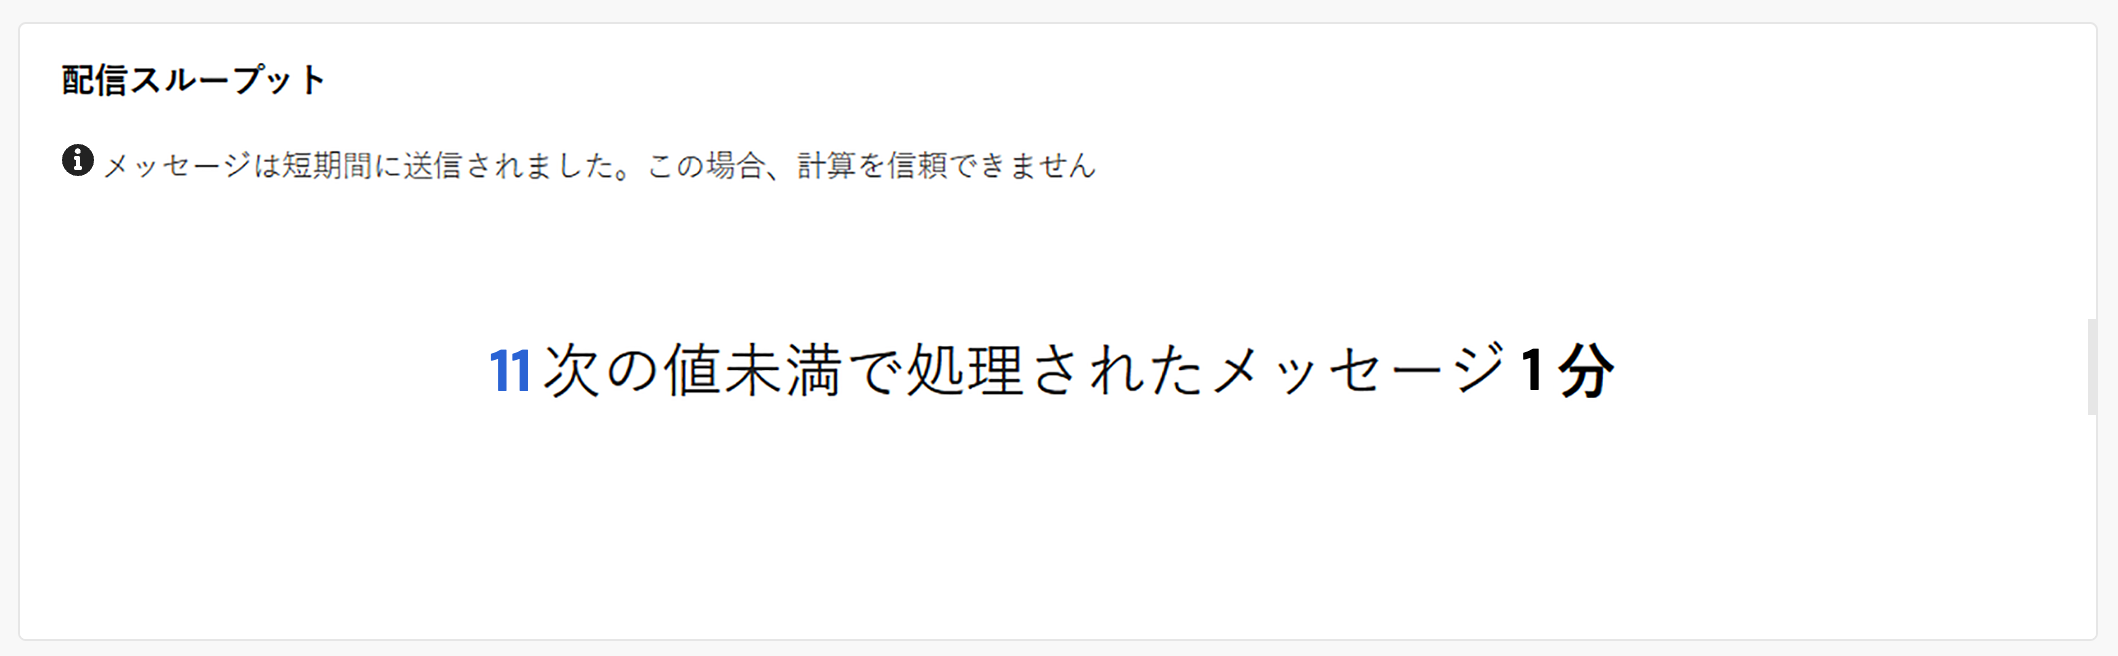 配信スループット
メッセージは短期間に送信されました。この場合、計算を信頼できません
11 次の値未満で処理されたメッセージ 1 分